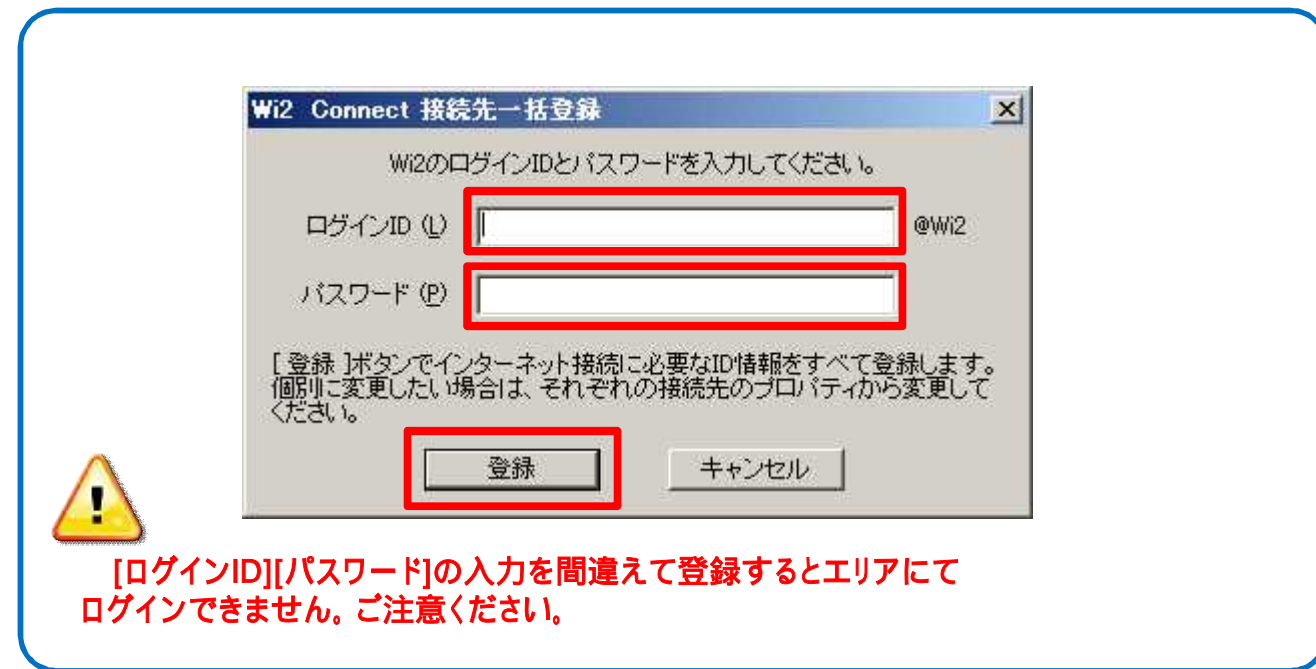 Wi2 Connect 接続先一括登録
Wi2のログインIDとパスワードを入力してください。
ログインID (L)
@Wi2
パスワード (P)
[ 登録 ]ボタンでインターネット接続に必要なID情報をすべて登録します。
個別に変更したい場合は、それぞれの接続先のプロパティから変更して
ください。
登録
キャンセル
[ログインID][パスワード]の入力を間違えて登録するとエリアにて
ログインできません。ご注意ください。